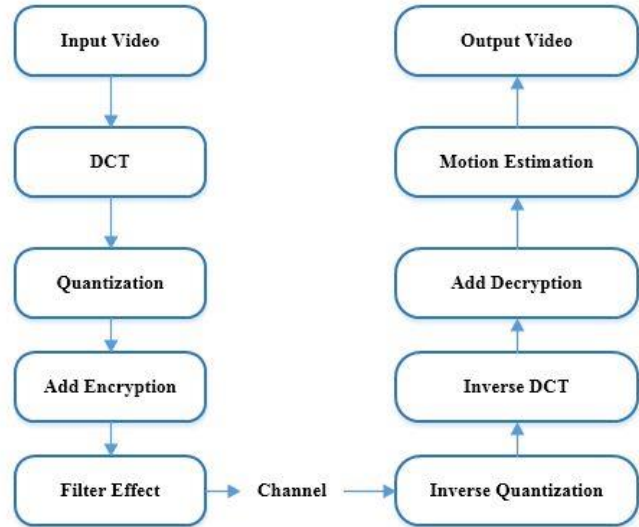 Input Video
DCT
Quantization
Add Encryption
Filter Effect
Channel
Inverse Quantization
Inverse DCT
Add Decryption
Motion Estimation
Output Video